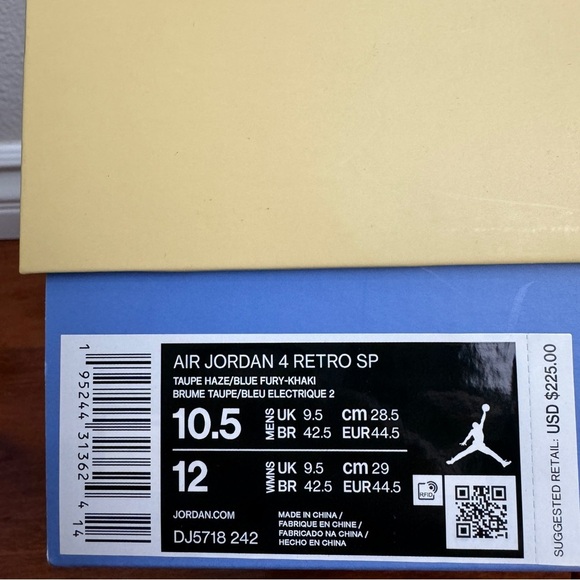 AIR JORDAN 4 RETRO SP
TAUPE HAZE/BLUE FURY-KHAKI
BRUME TAUPE/BLEU ELECTRIQUE 2
10.5 MENS UK 9.5 cm 28.5
BR 42.5 EUR 44.5
12 WMNS UK 9.5 cm 29
BR 42.5 EUR 44.5
RFID
JORDAN.COM
DJ5718 242
MADE IN CHINA /
FABRIQUE EN CHINE /
FABRICADO NA CHINA /
HECHO EN CHINA
1 95244 31362 4 14
SUGGESTED RETAIL: USD $225.00